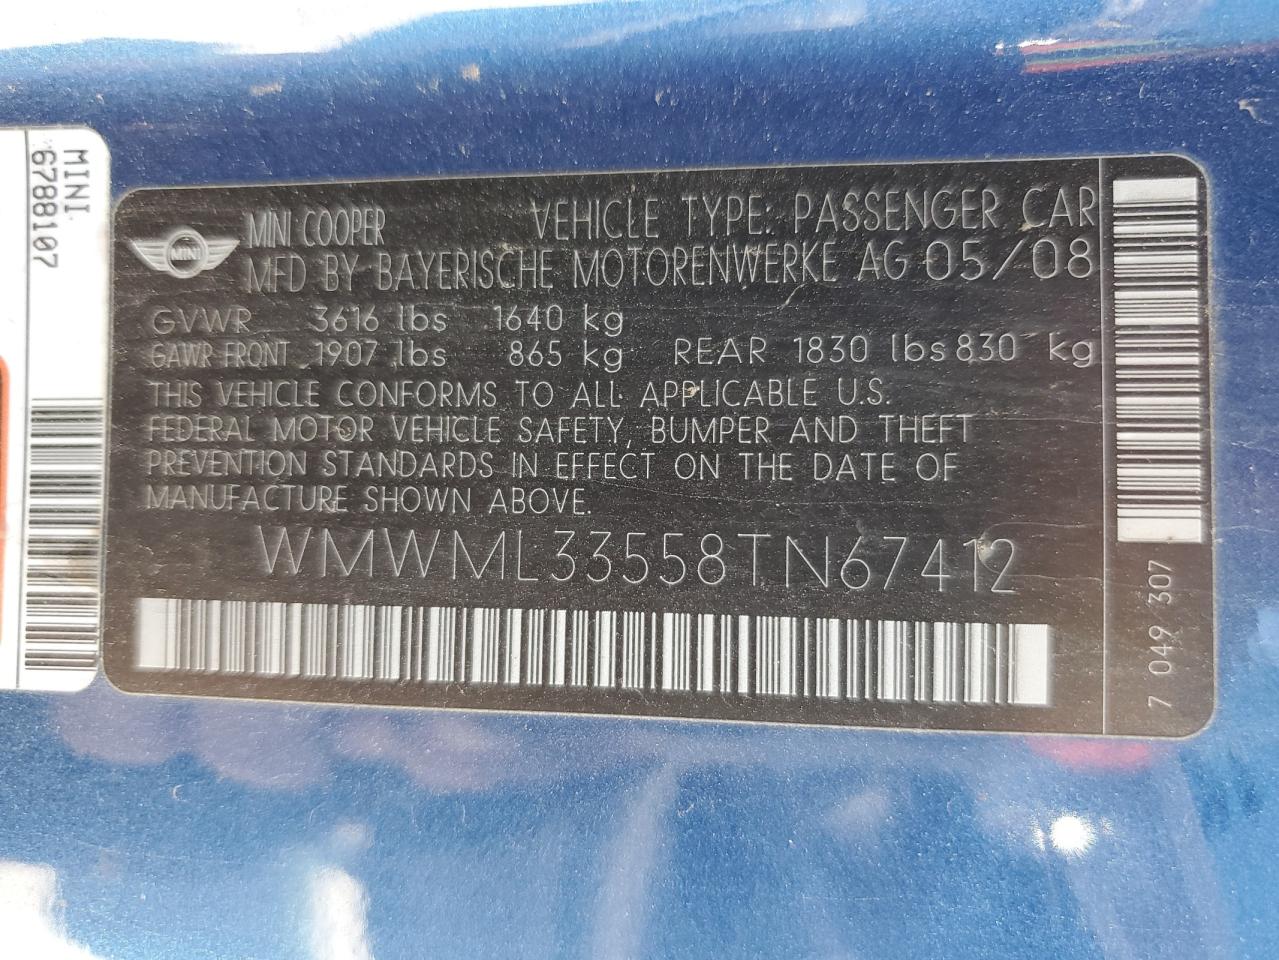 MINI
6788107
MINI COOPER VEHICLE TYPE: PASSENGER CAR
MINI
MFD BY BAYERISCHE MOTORENWERKE AG 05/08
GVWR 3616 lbs 1640 kg
GAWR FRONT 1907 lbs 865 kg REAR 1830 lbs 830 kg
THIS VEHICLE CONFORMS TO ALL APPLICABLE U.S.
FEDERAL MOTOR VEHICLE SAFETY, BUMPER AND THEFT
PREVENTION STANDARDS IN EFFECT ON THE DATE OF
MANUFACTURE SHOWN ABOVE.
WMWML33558TN67412
7 049 307